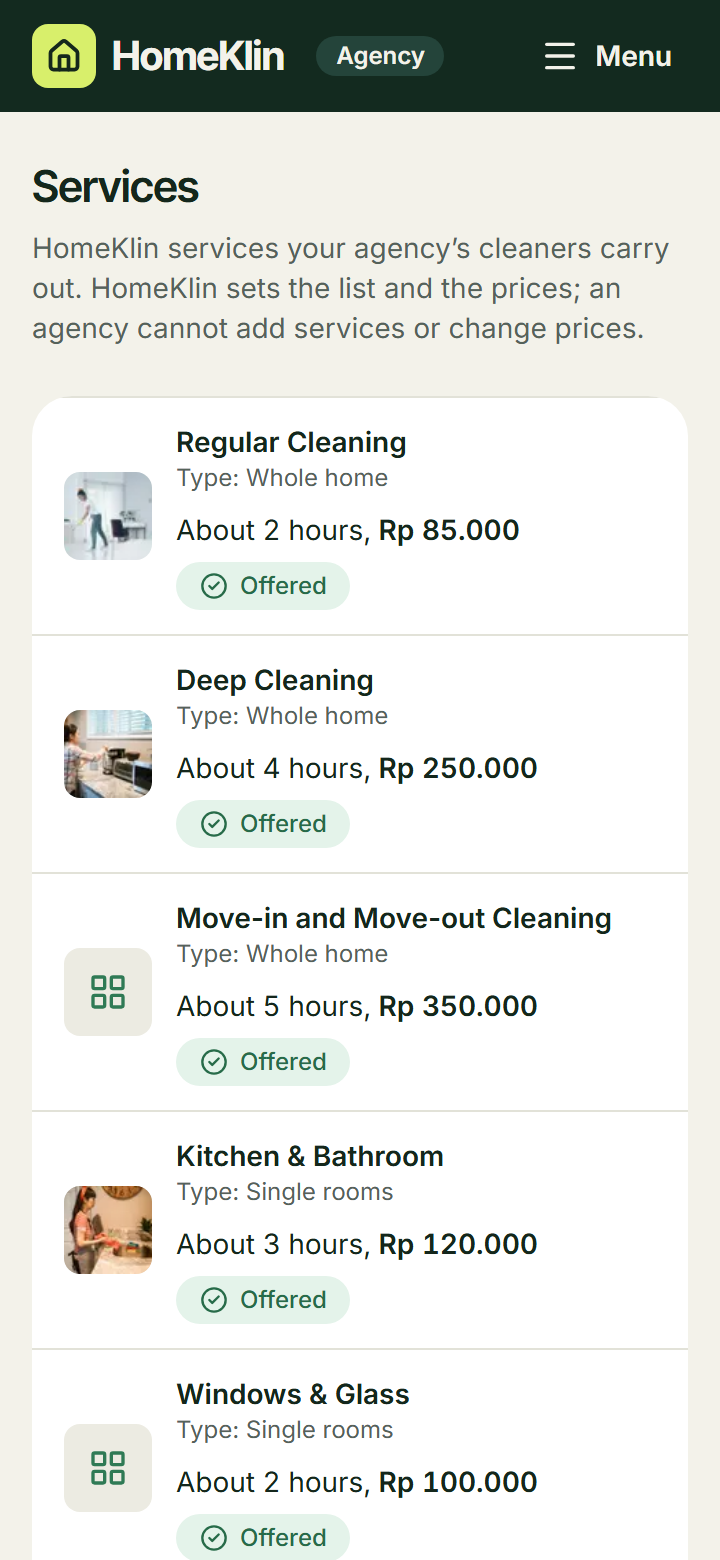 HomeKlin Agency Menu
Services
HomeKlin services your agency’s cleaners carry
out. HomeKlin sets the list and the prices; an
agency cannot add services or change prices.
Regular Cleaning
Type: Whole home
About 2 hours, Rp 85.000
Offered
Deep Cleaning
Type: Whole home
About 4 hours, Rp 250.000
Offered
Move-in and Move-out Cleaning
Type: Whole home
About 5 hours, Rp 350.000
Offered
Kitchen & Bathroom
Type: Single rooms
About 3 hours, Rp 120.000
Offered
Windows & Glass
Type: Single rooms
About 2 hours, Rp 100.000
Offered